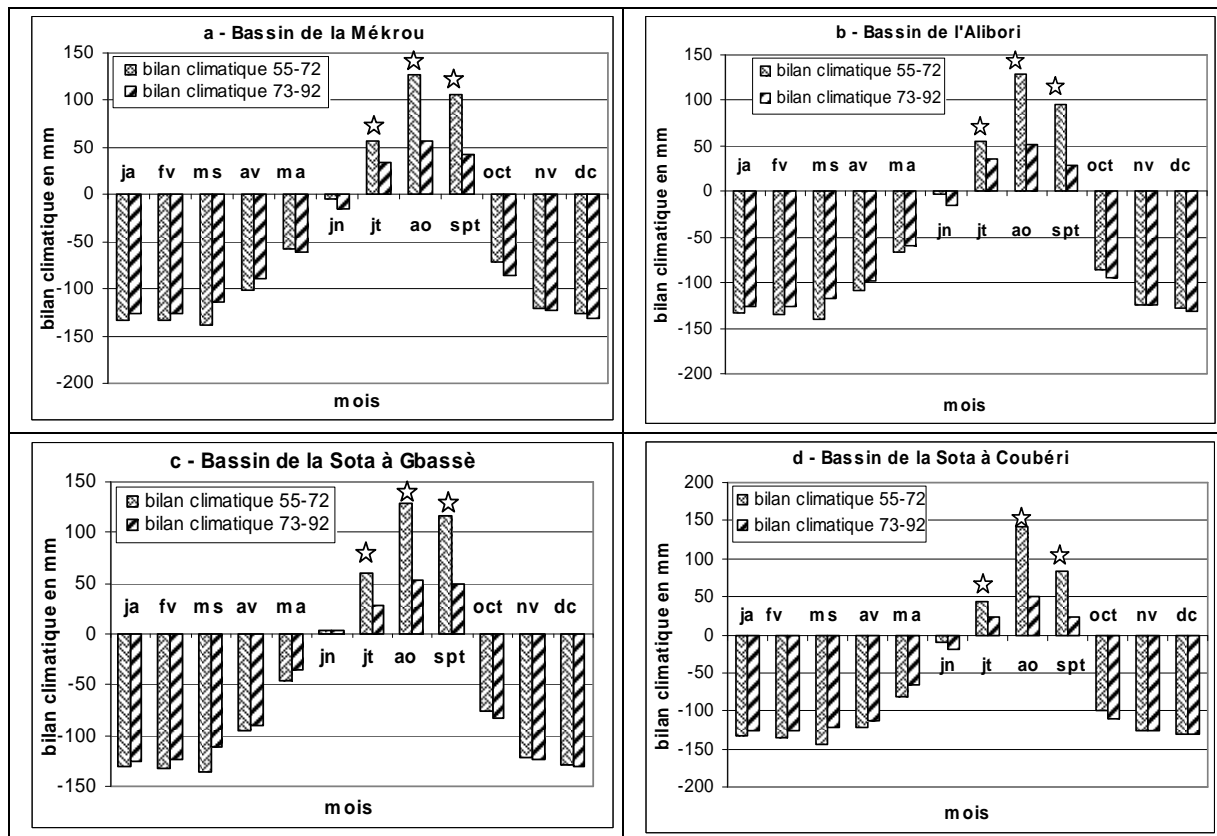 a - Bassin de la Mékrou
bilan climatique 55-72
bilan climatique 73-92
bilan climatique en mm
150
100
50
0
-50
-100
-150
-200
ja fv ms av ma oct nv dc
jn jt ao spt
mois
b - Bassin de l'Alibori
bilan climatique 55-72
bilan climatique 73-92
bilan climatique en mm
150
100
50
0
-50
-100
-150
-200
ja fv ms av ma oct nv dc
jn jt ao spt
mois
c - Bassin de la Sota à Gbassè
bilan climatique 55-72
bilan climatique 73-92
bilan climatique en mm
150
100
50
0
-50
-100
-150
ja fv ms av ma oct nv dc
jn jt ao spt
mois
d - Bassin de la Sota à Coubéri
bilan climatique 55-72
bilan climatique 73-92
bilan climatique en mm
200
150
100
50
0
-50
-100
-150
-200
ja fv ms av ma oct nv dc
jn jt ao spt
mois